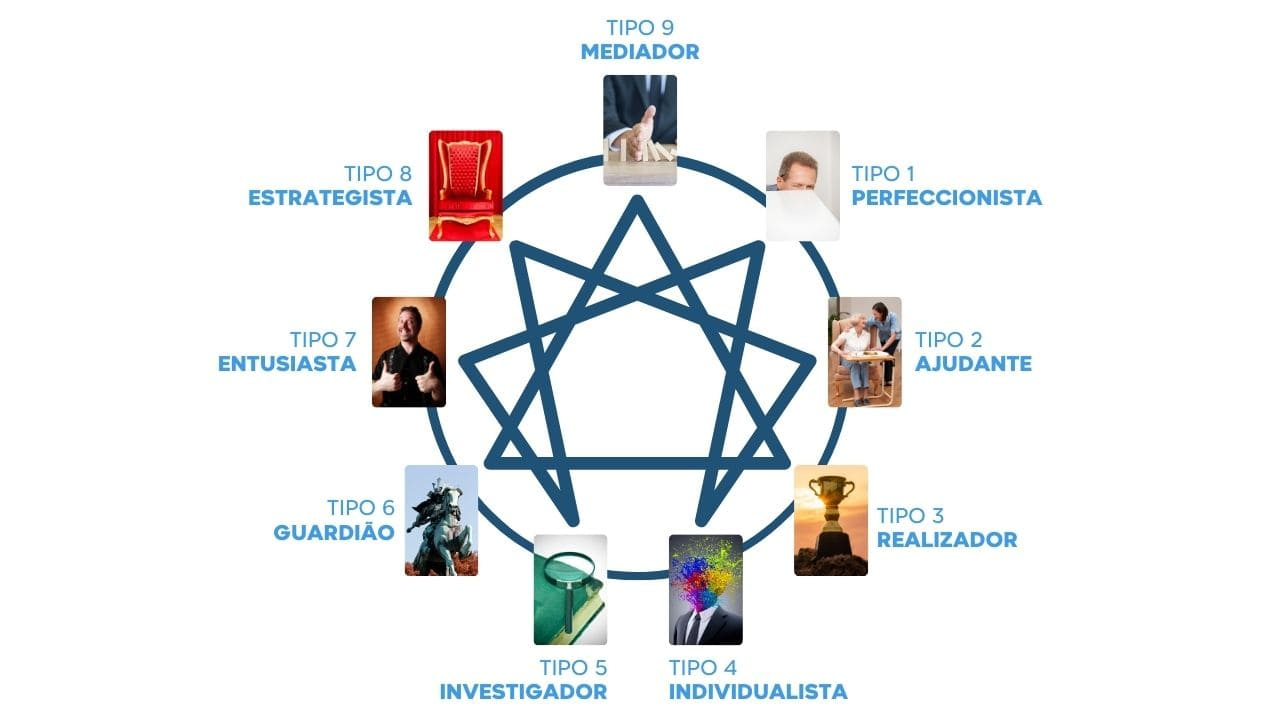 TIPO 9
MEDIADOR
TIPO 8
ESTRATEGISTA
TIPO 1
PERFECCIONISTA
TIPO 7
ENTUSIASTA
TIPO 2
AJUDANTE
TIPO 6
GUARDIÃO
TIPO 3
REALIZADOR
TIPO 5
INVESTIGADOR
TIPO 4
INDIVIDUALISTA